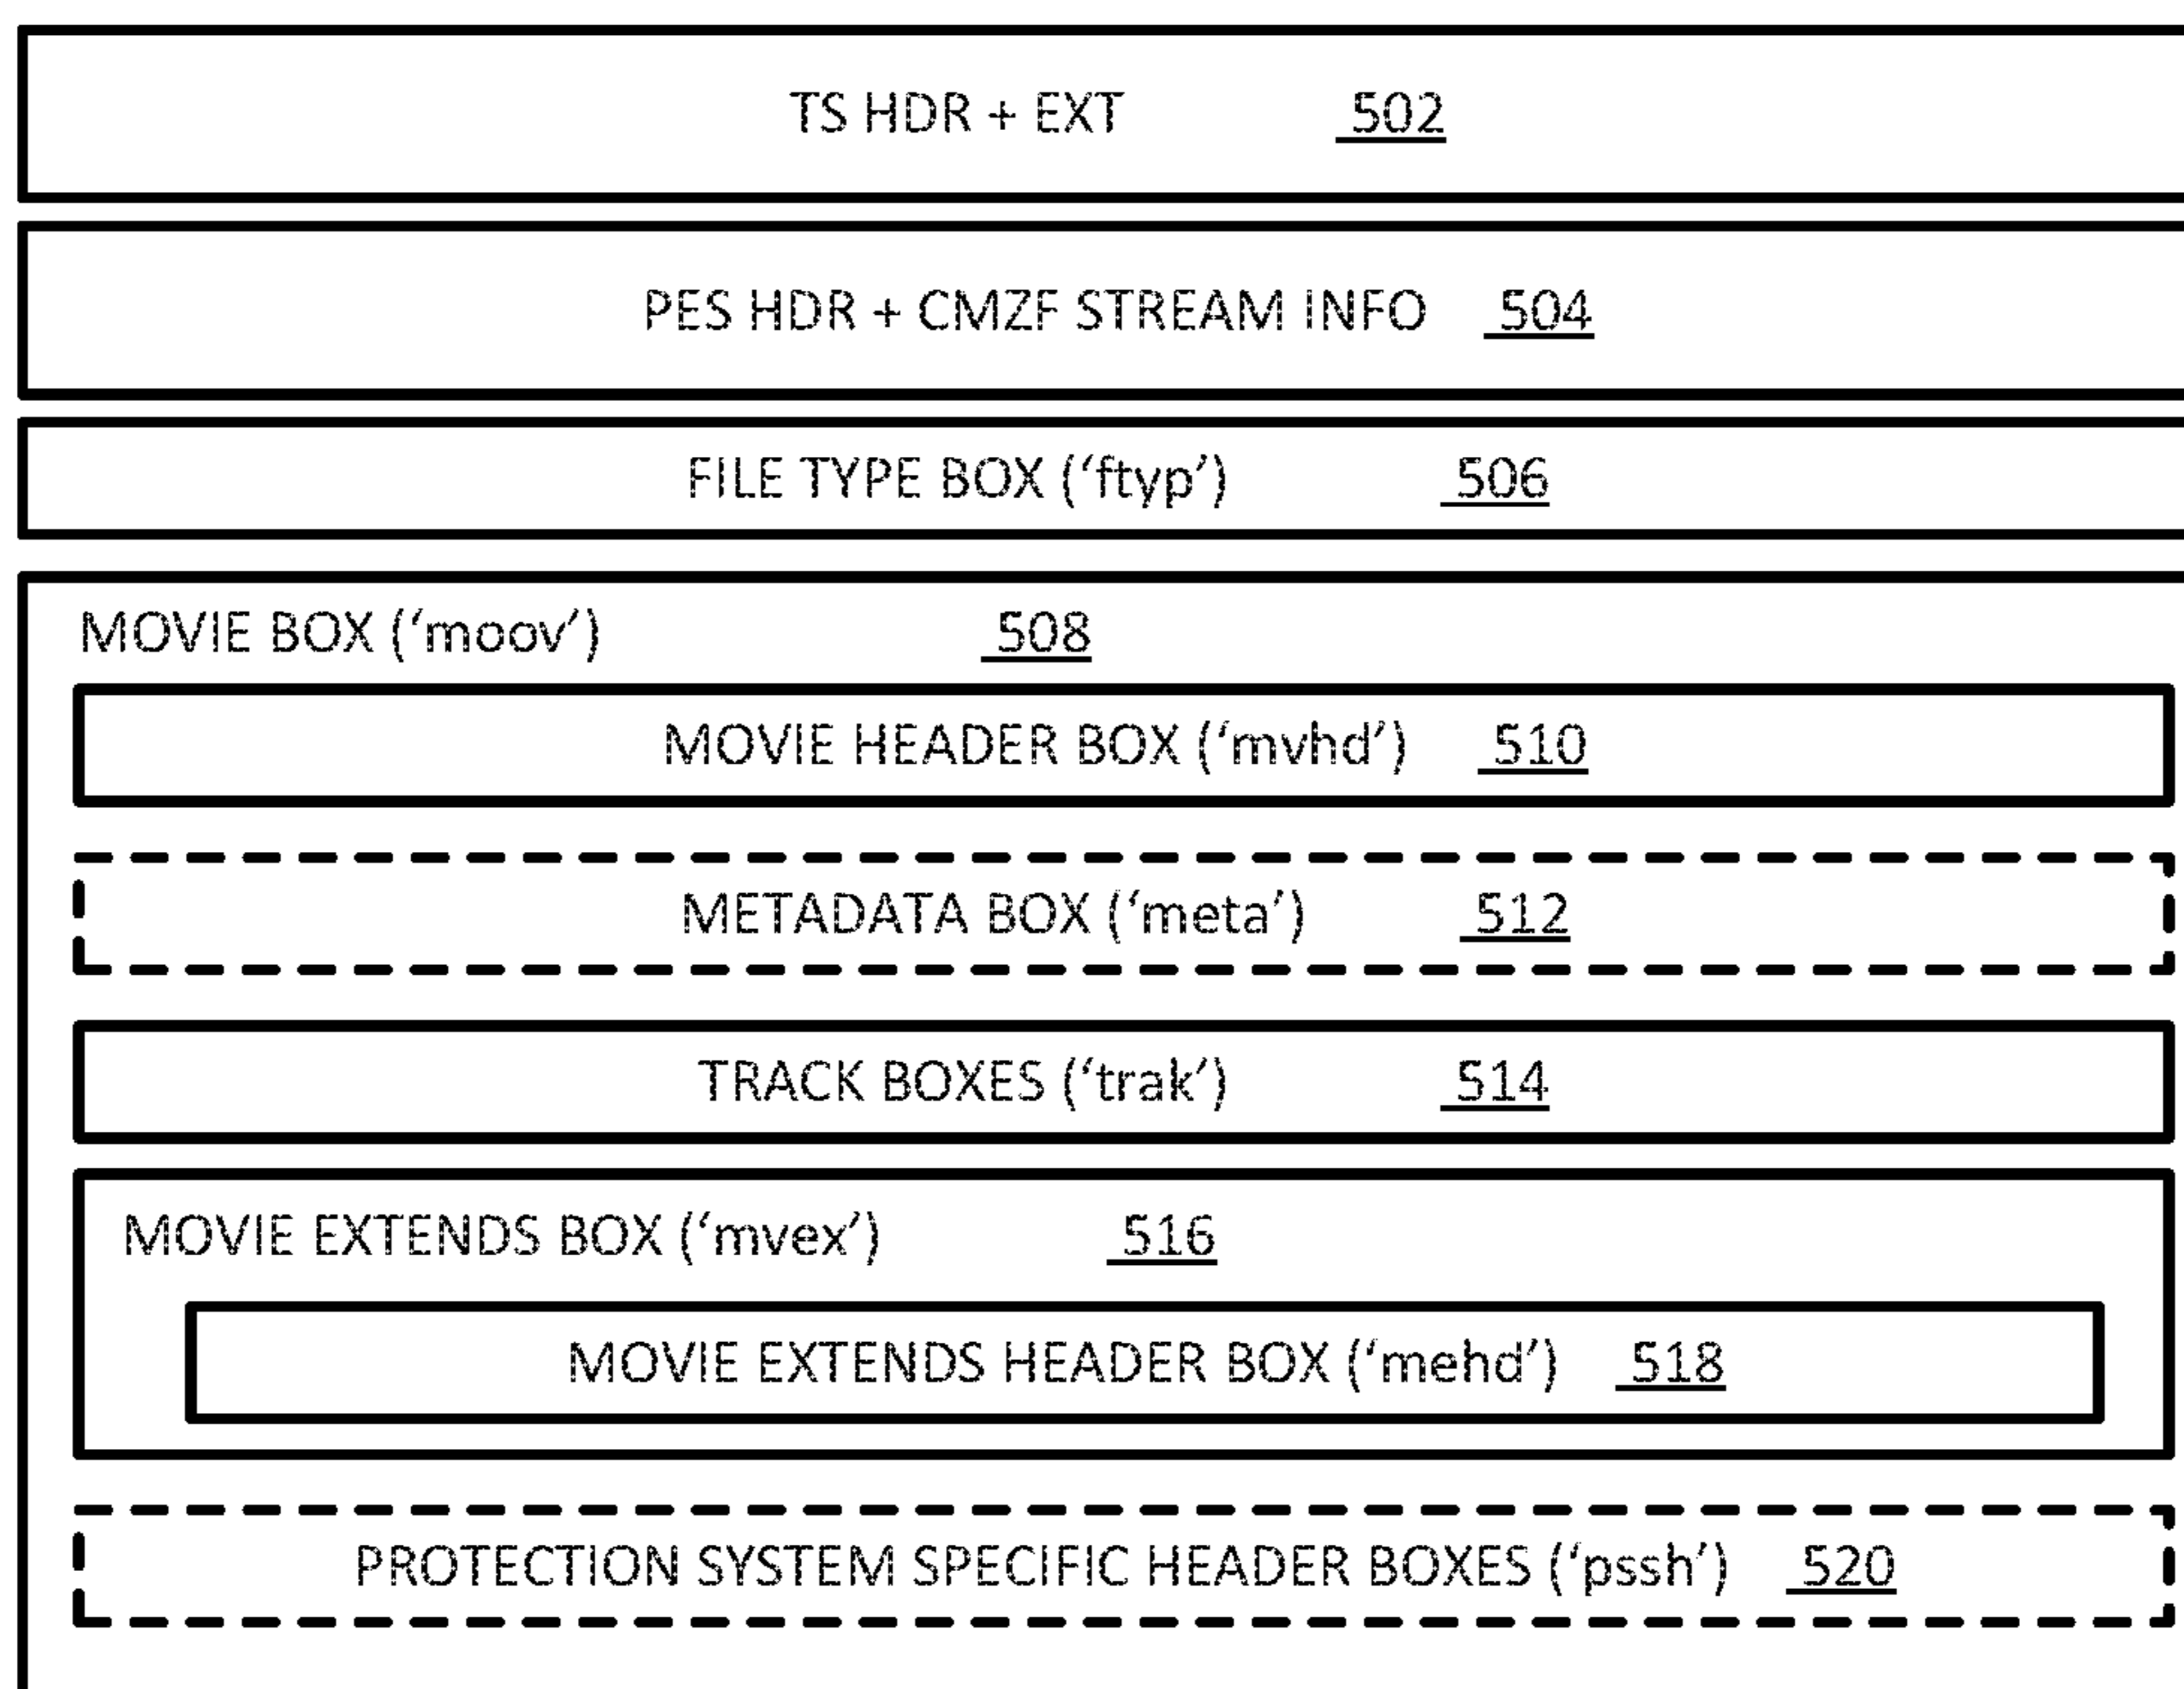 TS HDR + EXT 502
PES HDR + CMZF STREAM INFO 504
FILE TYPE BOX (‘ftyp’) 506
MOVIE BOX (‘moov’) 508
MOVIE HEADER BOX (‘mvhd’) 510
METADATA BOX (‘meta’) 512
TRACK BOXES (‘trak’) 514
MOVIE EXTENDS BOX (‘mvex’) 516
MOVIE EXTENDS HEADER BOX (‘mehd’) 518
PROTECTION SYSTEM SPECIFIC HEADER BOXES (‘pssh’) 520